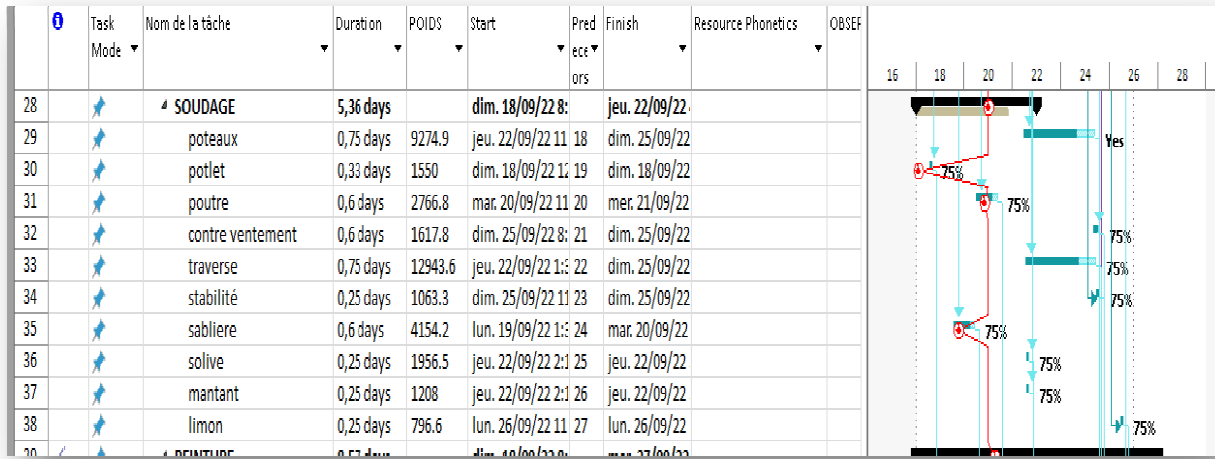 Task Mode Nom de la tâche Duration POIDS Start Pred ece ors Finish Resource Phonetics OBSEF
16 18 20 22 24 26 28
28 SOUDAGE 5,36 days dim. 18/09/22 8: jeu. 22/09/22
29 poteaux 0,75 days 9274.9 jeu. 22/09/22 11 18 dim. 25/09/22 Yes
30 potlet 0,33 days 1550 dim. 18/09/22 12 19 dim. 18/09/22 75%
31 poutre 0,6 days 2766.8 mar. 20/09/22 11 20 mer. 21/09/22 75%
32 contre ventement 0,6 days 1617.8 dim. 25/09/22 8: 21 dim. 25/09/22 75%
33 traverse 0,75 days 12943.6 jeu. 22/09/22 1:3 22 dim. 25/09/22 75%
34 stabilité 0,25 days 1063.3 dim. 25/09/22 11 23 dim. 25/09/22 75%
35 sabliere 0,6 days 4154.2 lun. 19/09/22 1:3 24 mar. 20/09/22 75%
36 solive 0,25 days 1956.5 jeu. 22/09/22 2:1 25 jeu. 22/09/22 75%
37 mantant 0,25 days 1208 jeu. 22/09/22 2:1 26 jeu. 22/09/22 75%
38 limon 0,25 days 796.6 lun. 26/09/22 11 27 lun. 26/09/22 75%